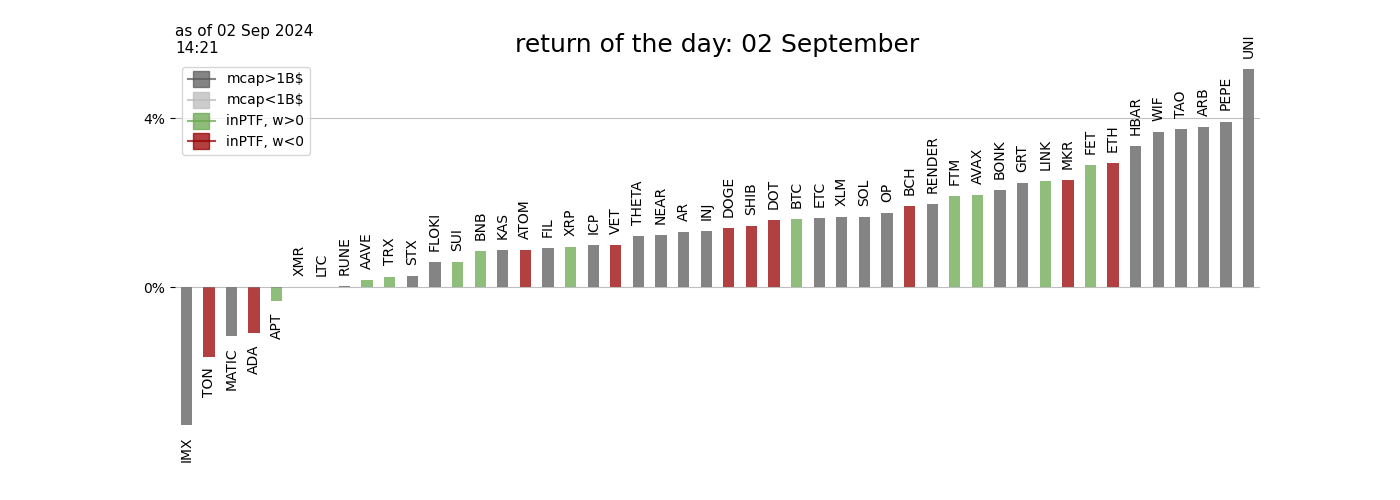 as of 02 Sep 2024
14:21
return of the day: 02 September
mcap>1B$
mcap<1B$
inPTF, w>0
inPTF, w<0
4%
0%
IMX
TON
MATIC
ADA
APT
XMR
LTC
RUNE
AAVE
TRX
STX
FLOKI
SUI
BNB
KAS
ATOM
FIL
XRP
ICP
VET
THETA
NEAR
AR
INJ
DOGE
SHIB
DOT
BTC
ETC
XLM
SOL
OP
BCH
RENDER
FTM
AVAX
BONK
GRT
LINK
MKR
FET
ETH
HBAR
WIF
TAO
ARB
PEPE
UNI